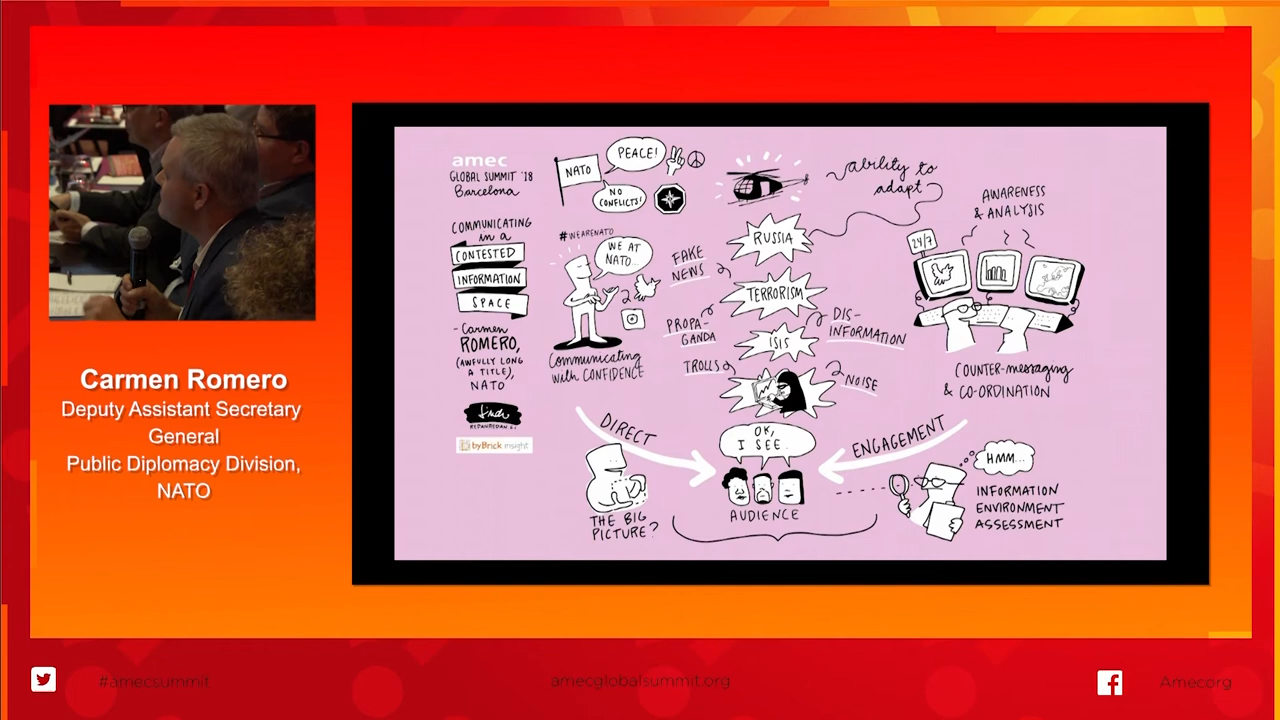 Carmen Romero
Deputy Assistant Secretary
General
Public Diplomacy Division,
NATO
amec
GLOBAL SUMMIT '18
Barcelona
COMMUNICATING
in a
CONTESTED
INFORMATION
SPACE
- Carmen
ROMERO,
(AWFULLY LONG
A TITLE),
NATO
REDANREDAN.21
byBrick insight
NATO
PEACE!
NO
CONFLICTS!
#WEARENATO
WE AT
NATO...
Communicating
with CONFIDENCE
FAKE
NEWS
PROPA-
GANDA
TROLLS
RUSSIA
TERRORISM
ISIS
DIS-
INFORMATION
NOISE
ability to
adapt
AWARENESS
& ANALYSIS
24/7
COUNTER-messaging
& CO-ORDINATION
DIRECT
OK,
I SEE.
ENGAGEMENT
THE BIG
PICTURE?
AUDIENCE
HMM...
INFORMATION
ENVIRONMENT
ASSESSMENT
#amecsummit
amecglobalsummit.org
Amecorg